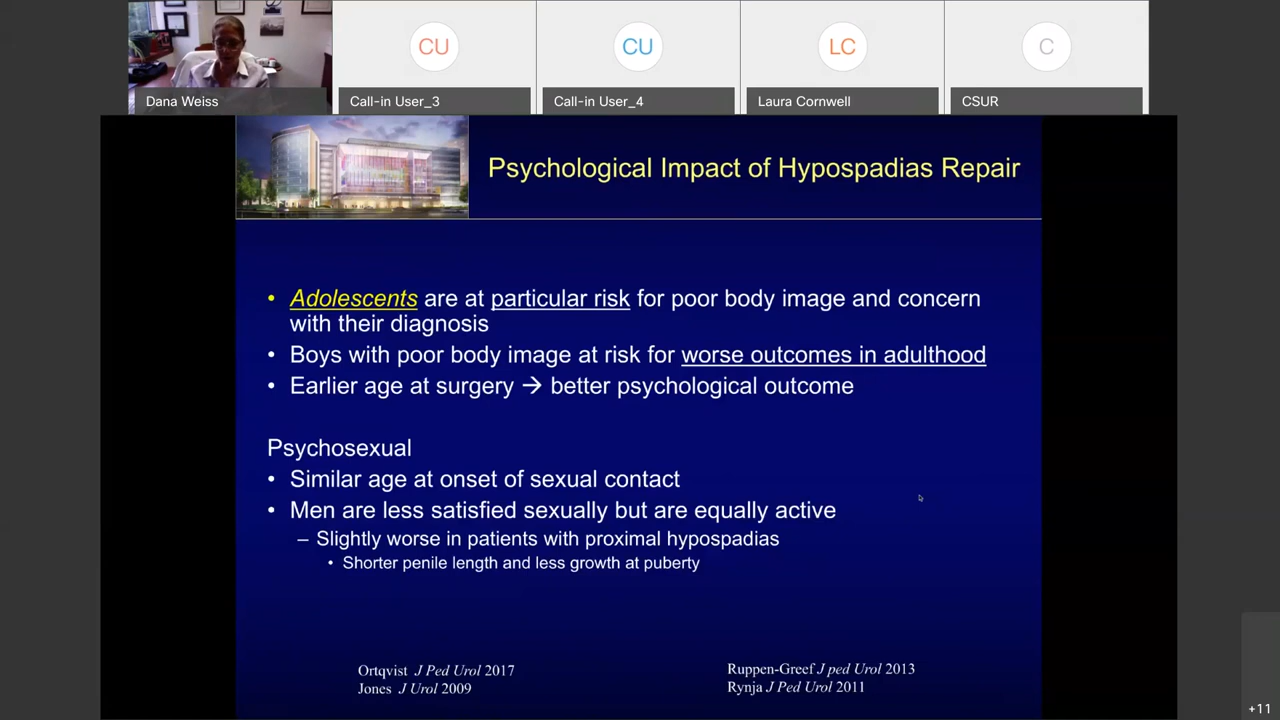 CU
CU
LC
C
Dana Weiss
Call-in User_3
Call-in User_4
Laura Cornwell
CSUR
Psychological Impact of Hypospadias Repair
• Adolescents are at particular risk for poor body image and concern
with their diagnosis
• Boys with poor body image at risk for worse outcomes in adulthood
• Earlier age at surgery → better psychological outcome
Psychosexual
• Similar age at onset of sexual contact
• Men are less satisfied sexually but are equally active
– Slightly worse in patients with proximal hypospadias
• Shorter penile length and less growth at puberty
Ortqvist J Ped Urol 2017
Jones J Urol 2009
Ruppen-Greef J ped Urol 2013
Rynja J Ped Urol 2011
+11